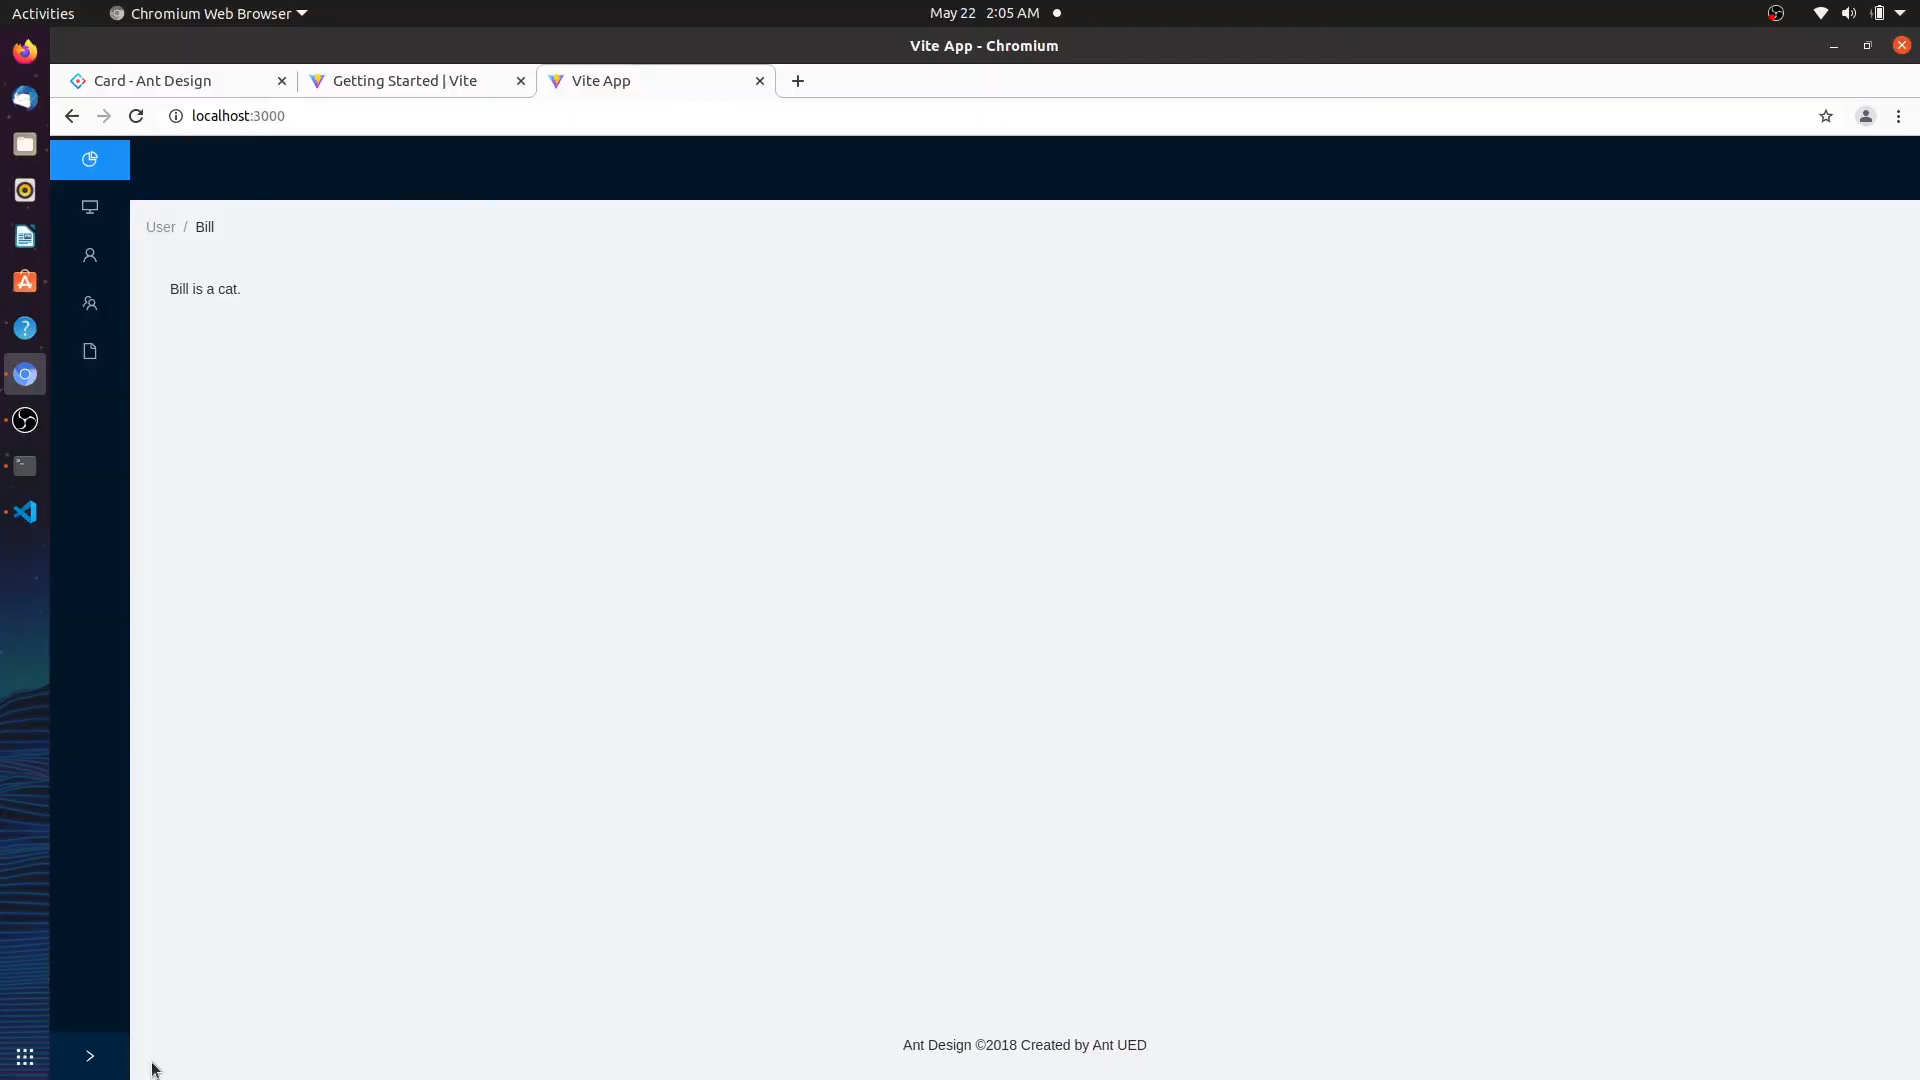 Activities
Chromium Web Browser
May 22 2:05 AM
Vite App - Chromium
Card - Ant Design
Getting Started | Vite
Vite App
localhost:3000
User / Bill
Bill is a cat.
Ant Design ©2018 Created by Ant UED